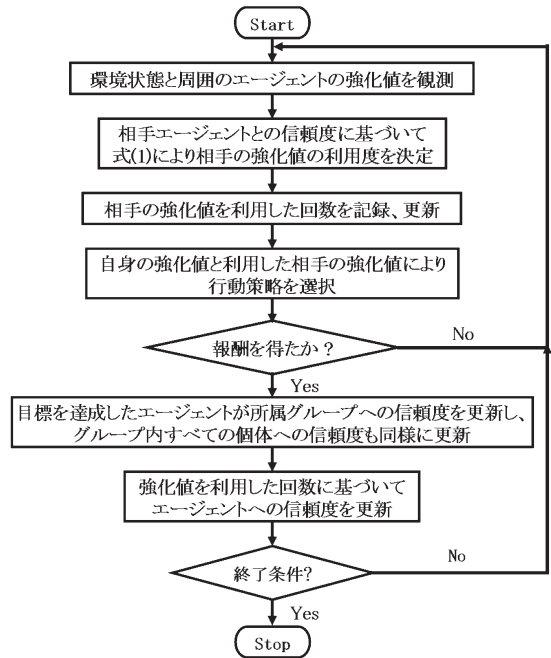 Start
環境状態と周囲のエージェントの強化値を観測
相手エージェントとの信頼度に基づいて
式(1)により相手の強化値の利用度を決定
相手の強化値を利用した回数を記録、更新
自身の強化値と利用した相手の強化値により
行動策略を選択
報酬を得たか？
No
Yes
目標を達成したエージェントが所属グループへの信頼度を更新し、
グループ内すべての個体への信頼度も同様に更新
強化値を利用した回数に基づいて
エージェントへの信頼度を更新
終了条件?
No
Yes
Stop